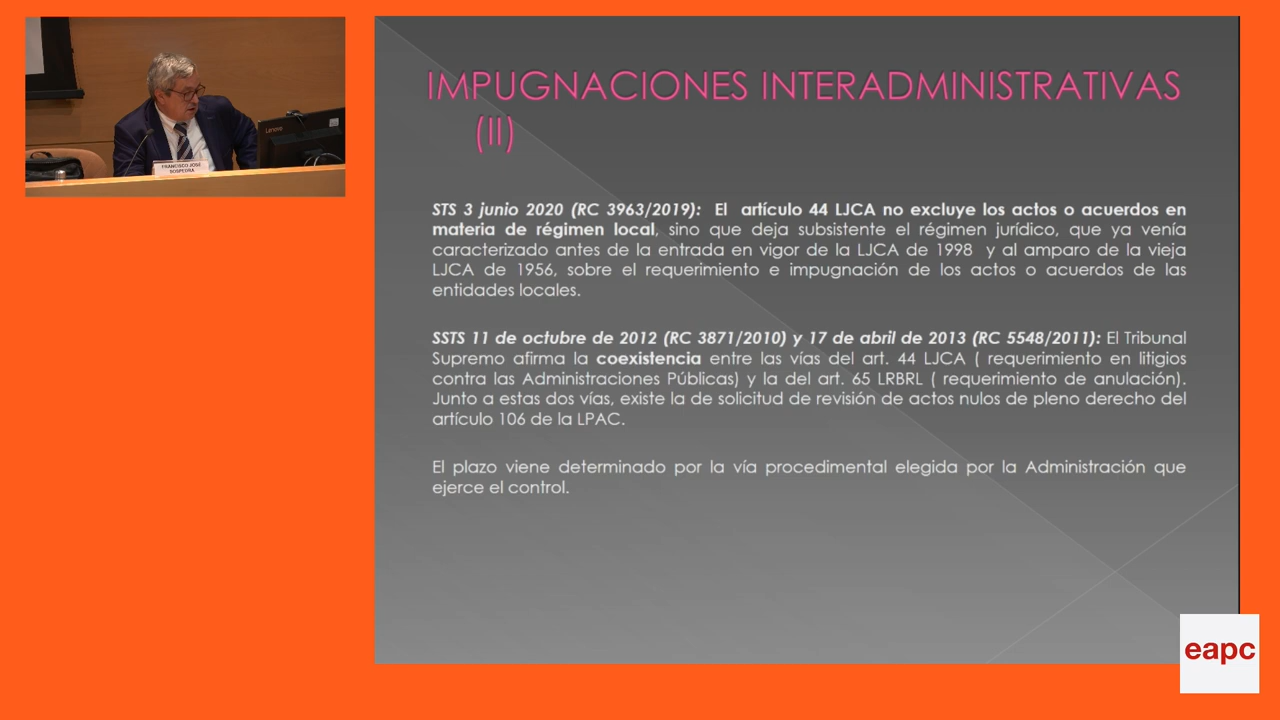 Lenovo
FRANCISCO JOSÉ
SOSPEDRA
IMPUGNACIONES INTERADMINISTRATIVAS
(II)
STS 3 junio 2020 (RC 3963/2019): El artículo 44 LJCA no excluye los actos o acuerdos en
materia de régimen local, sino que deja subsistente el régimen jurídico, que ya venía
caracterizado antes de la entrada en vigor de la LJCA de 1998 y al amparo de la vieja
LJCA de 1956, sobre el requerimiento e impugnación de los actos o acuerdos de las
entidades locales.
SSTS 11 de octubre de 2012 (RC 3871/2010) y 17 de abril de 2013 (RC 5548/2011): El Tribunal
Supremo afirma la coexistencia entre las vías del art. 44 LJCA ( requerimiento en litigios
contra las Administraciones Públicas) y la del art. 65 LRBRL ( requerimiento de anulación).
Junto a estas dos vías, existe la de solicitud de revisión de actos nulos de pleno derecho del
artículo 106 de la LPAC.
El plazo viene determinado por la vía procedimental elegida por la Administración que
ejerce el control.
eapc